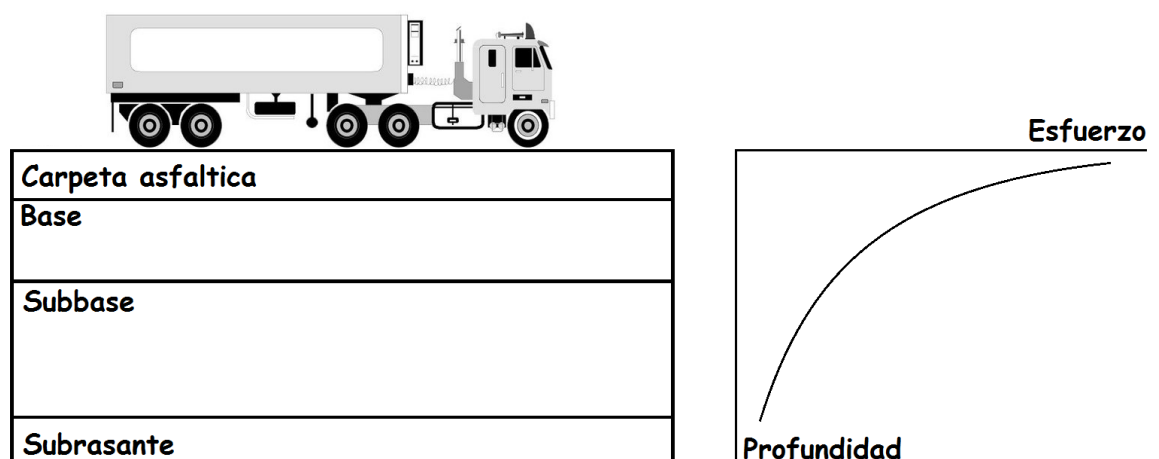 Esfuerzo
Carpeta asfaltica
Base
Subbase
Subrasante
Profundidad